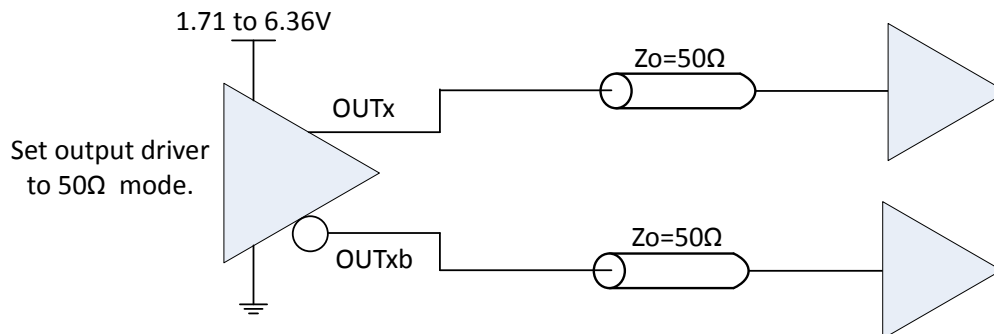 1.71 to 6.36V
Zo=50Ω
OUTx
Set output driver
to 50Ω mode.
Zo=50Ω
OUTxb